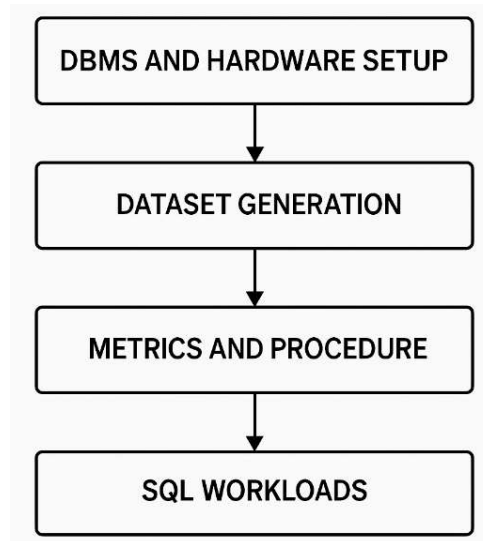 DBMS AND HARDWARE SETUP
DATASET GENERATION
METRICS AND PROCEDURE
SQL WORKLOADS